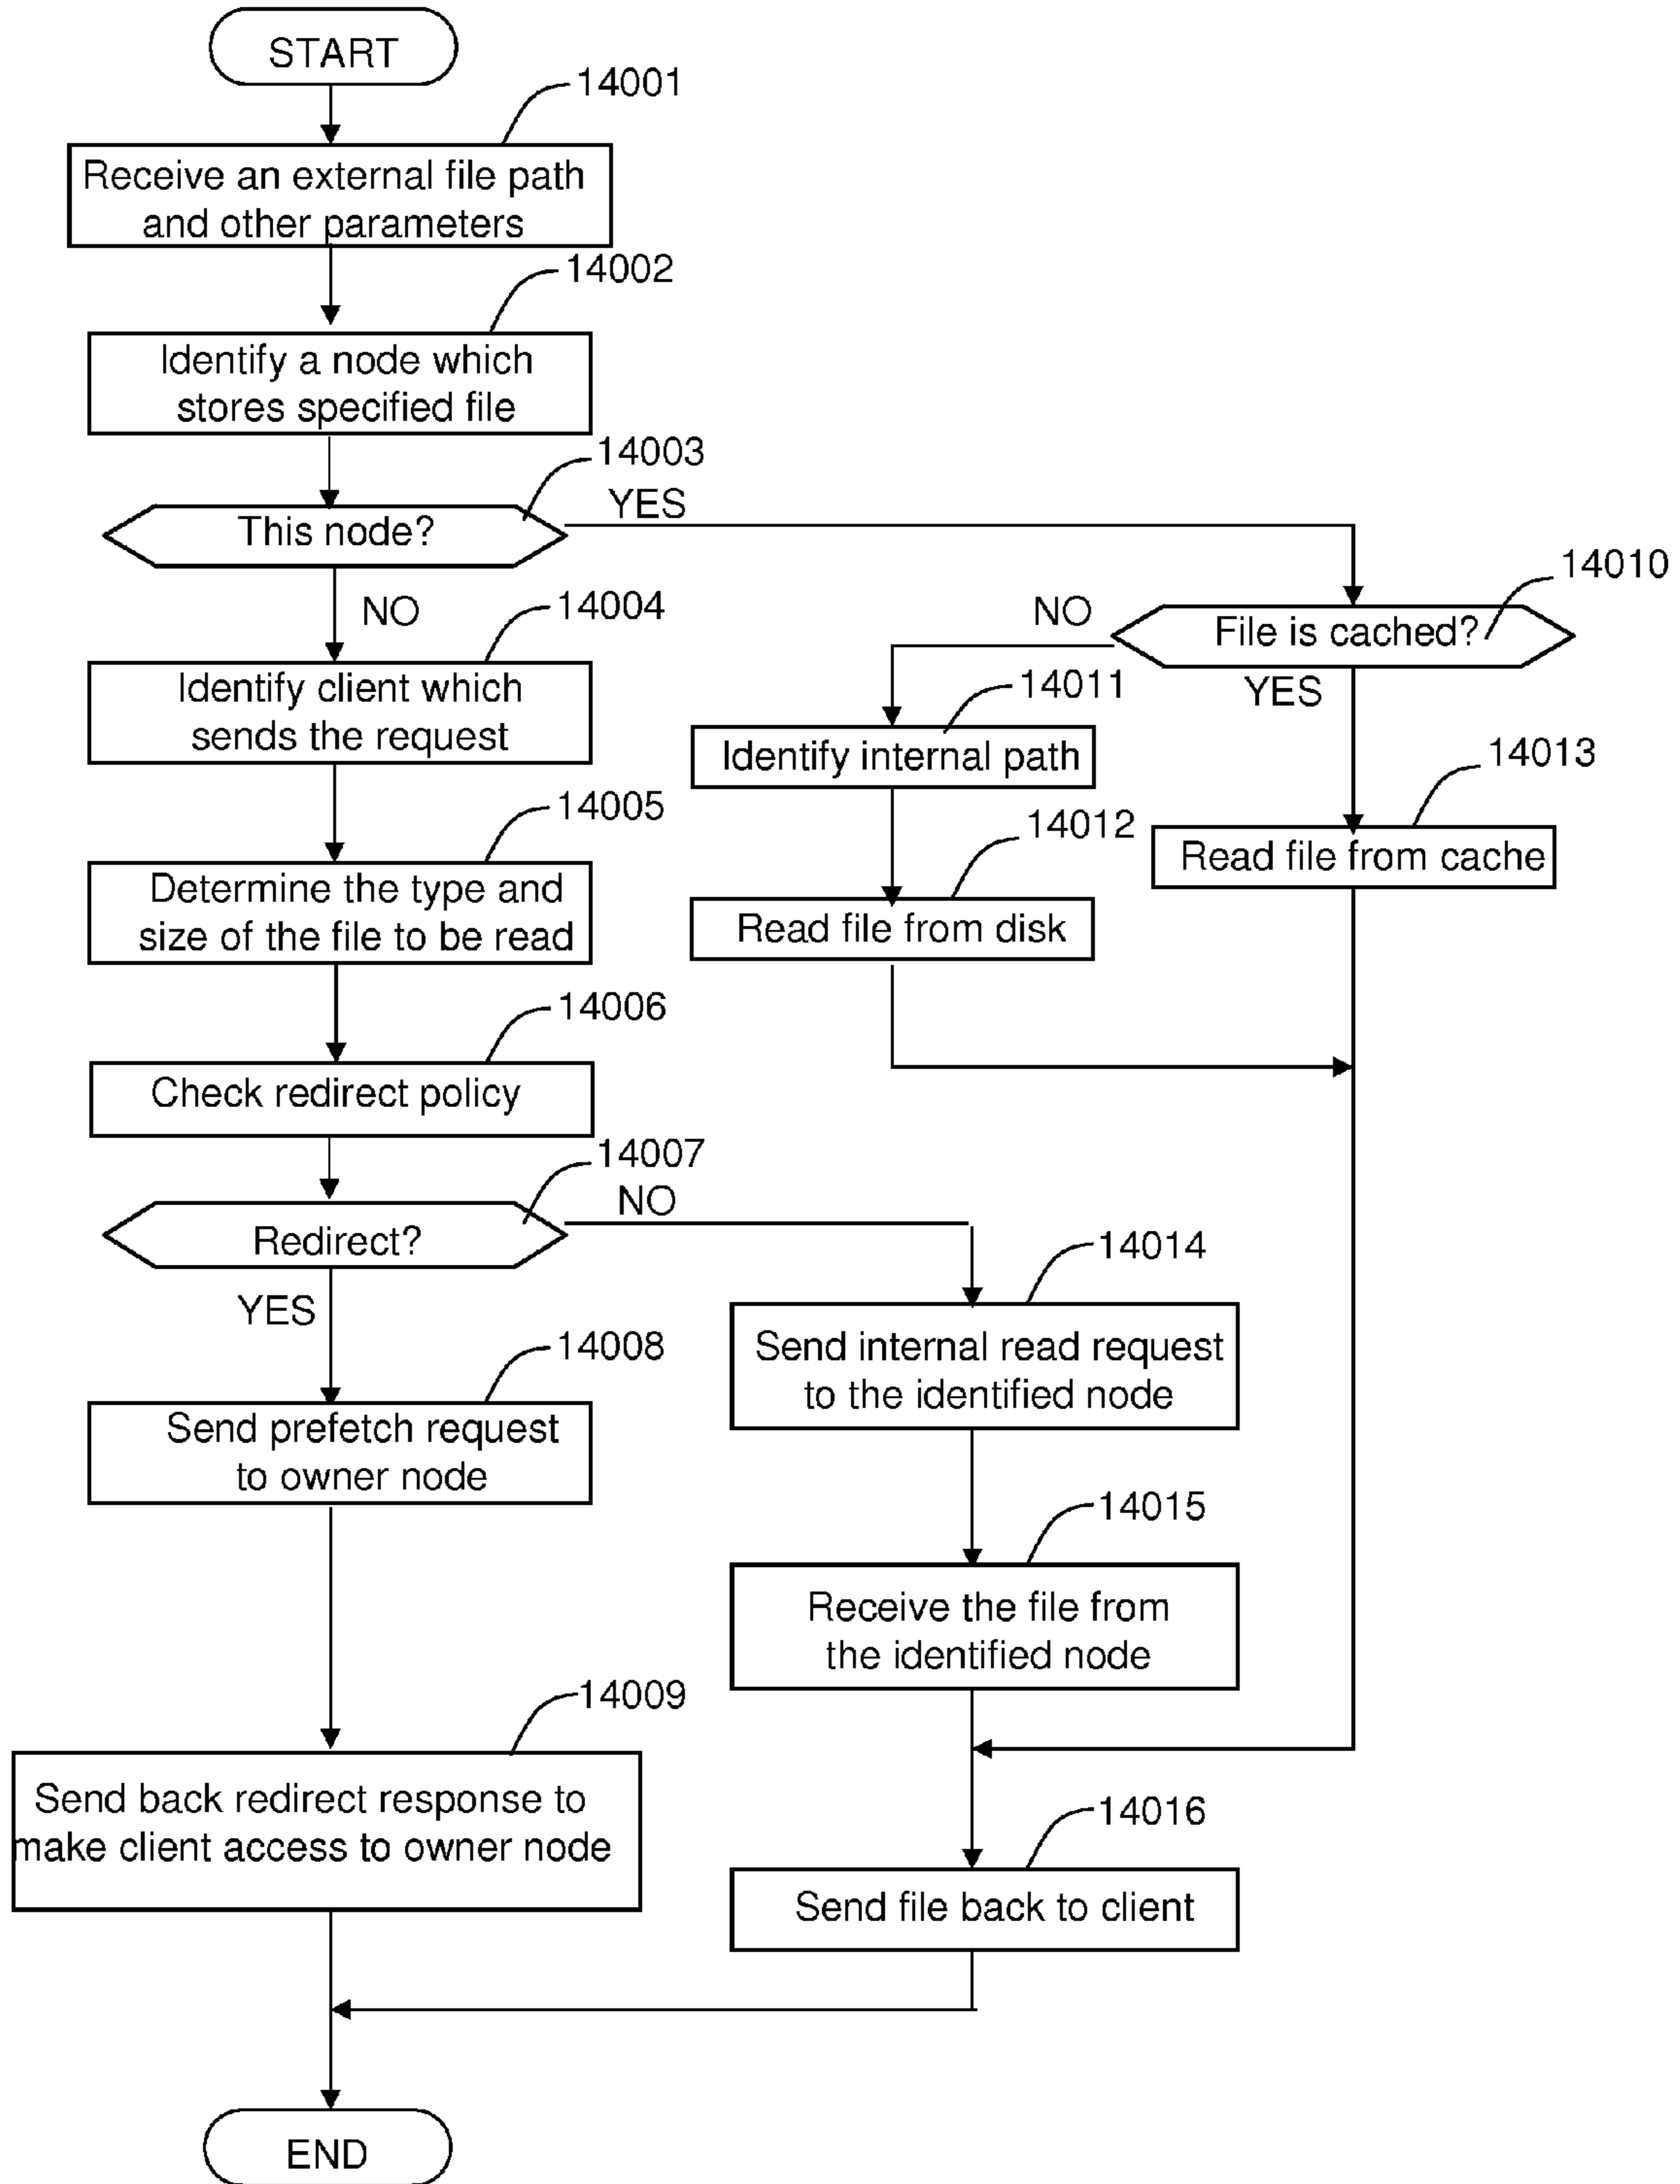 START
14001
Receive an external file path
and other parameters
14002
Identify a node which
stores specified file
14003
This node?
YES
NO
14004
Identify client which
sends the request
14005
Determine the type and
size of the file to be read
14006
Check redirect policy
14007
Redirect?
NO
YES
14008
Send prefetch request
to owner node
14009
Send back redirect response to
make client access to owner node
14010
File is cached?
NO
YES
14011
Identify internal path
14012
Read file from disk
14013
Read file from cache
14014
Send internal read request
to the identified node
14015
Receive the file from
the identified node
14016
Send file back to client
END